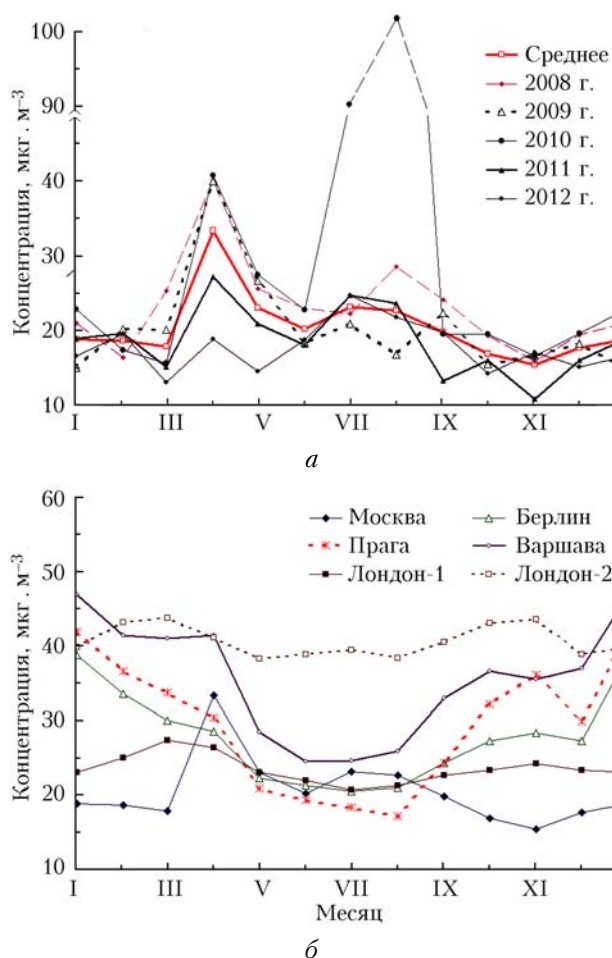 Концентрация, мкг . м–3
100
90
40
30
20
10
Среднее
2008 г.
2009 г.
2010 г.
2011 г.
2012 г.
I III V VII IX XI
а
Концентрация, мкг . м–3
60
50
40
30
20
10
Москва Берлин
Прага Варшава
Лондон-1 Лондон-2
I III V VII IX XI
Месяц
б